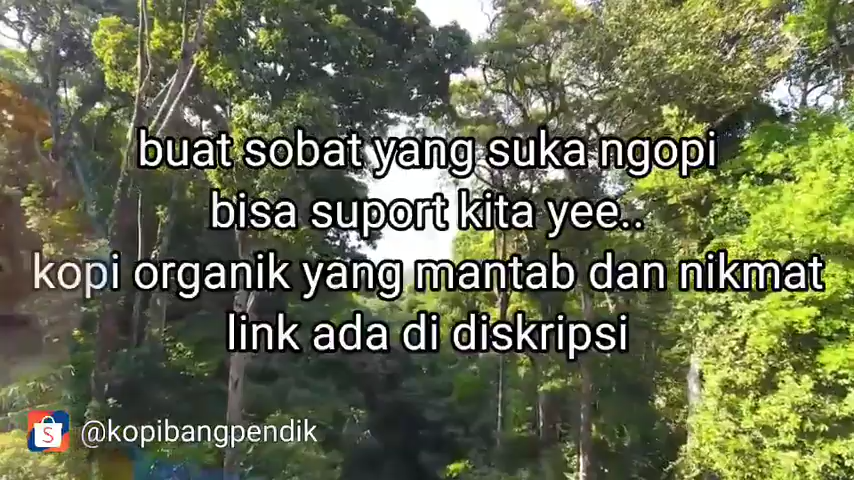 buat sobat yang suka ngopi
bisa suport kita yee..
kopi organik yang mantab dan nikmat
link ada di diskripsi
S
@kopibangpendik